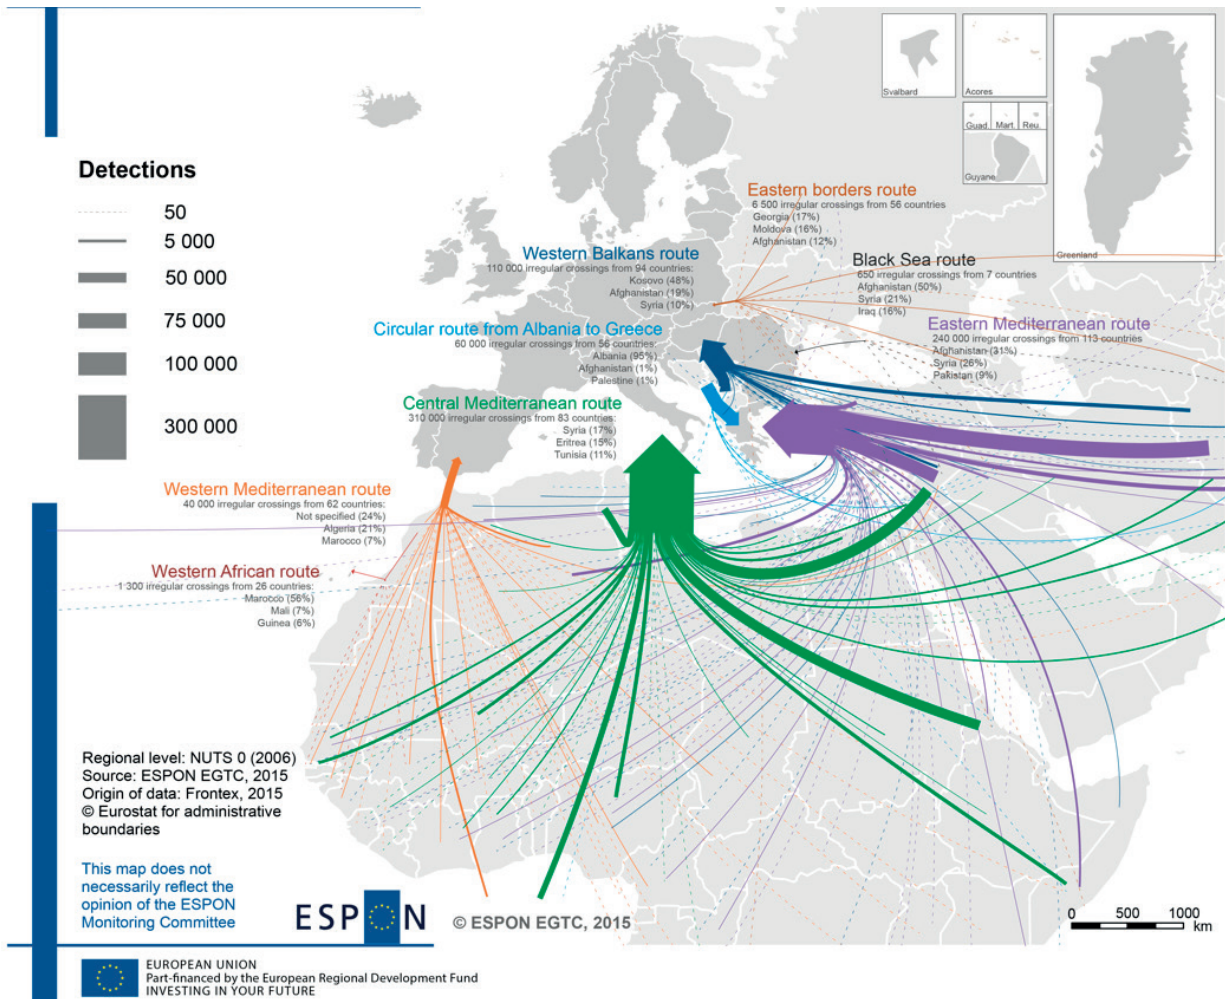 Svalbard
Acores
Guad.
Mart.
Reu.
Guyane
Greenland
Detections
50
5 000
50 000
75 000
100 000
300 000
Eastern borders route
6 500 irregular crossings from 56 countries
Georgia (17%)
Moldova (16%)
Afghanistan (12%)
Western Balkans route
110 000 irregular crossings from 94 countries:
Kosovo (48%)
Afghanistan (19%)
Syria (10%)
Black Sea route
650 irregular crossings from 7 countries
Afghanistan (50%)
Syria (21%)
Iraq (16%)
Circular route from Albania to Greece
60 000 irregular crossings from 56 countries:
Albania (95%)
Afghanistan (1%)
Palestine (1%)
Eastern Mediterranean route
240 000 irregular crossings from 113 countries
Afghanistan (31%)
Syria (26%)
Pakistan (9%)
Central Mediterranean route
310 000 irregular crossings from 83 countries:
Syria (17%)
Eritrea (15%)
Tunisia (11%)
Western Mediterranean route
40 000 irregular crossings from 62 countries:
Not specified (24%)
Algeria (21%)
Marocco (7%)
Western African route
1 300 irregular crossings from 26 countries:
Marocco (56%)
Mali (7%)
Guinea (6%)
Regional level: NUTS 0 (2006)
Source: ESPON EGTC, 2015
Origin of data: Frontex, 2015
© Eurostat for administrative
boundaries
This map does not
necessarily reflect the
opinion of the ESPON
Monitoring Committee
ESPON
© ESPON EGTC, 2015
0 500 1000
km
EUROPEAN UNION
Part-financed by the European Regional Development Fund
INVESTING IN YOUR FUTURE